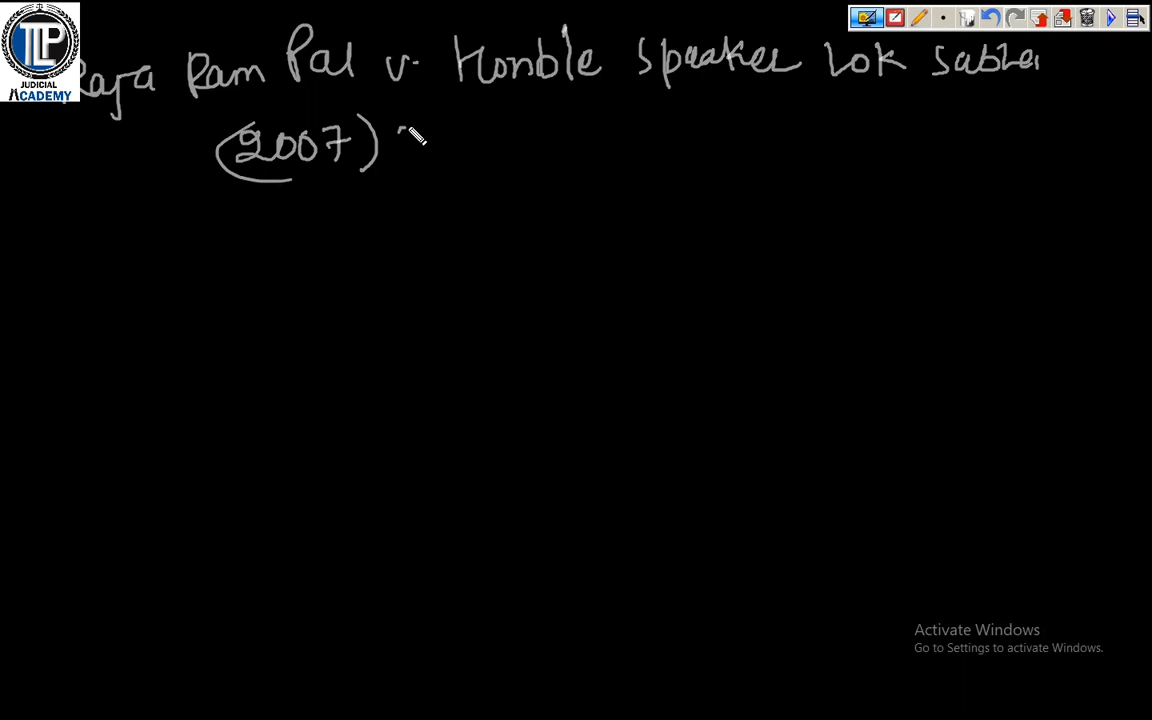 TLP
JUDICIAL
ACADEMY
Raja Ram Pal v. Honble Speaker Lok Sabha
(2007)
Activate Windows
Go to Settings to activate Windows.